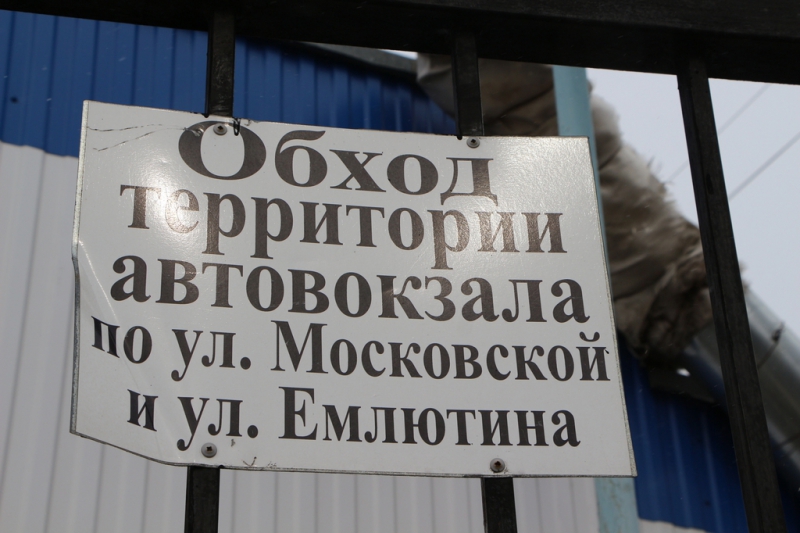 Обход
территории
автовокзала
по ул. Московской
и ул. Емлютина